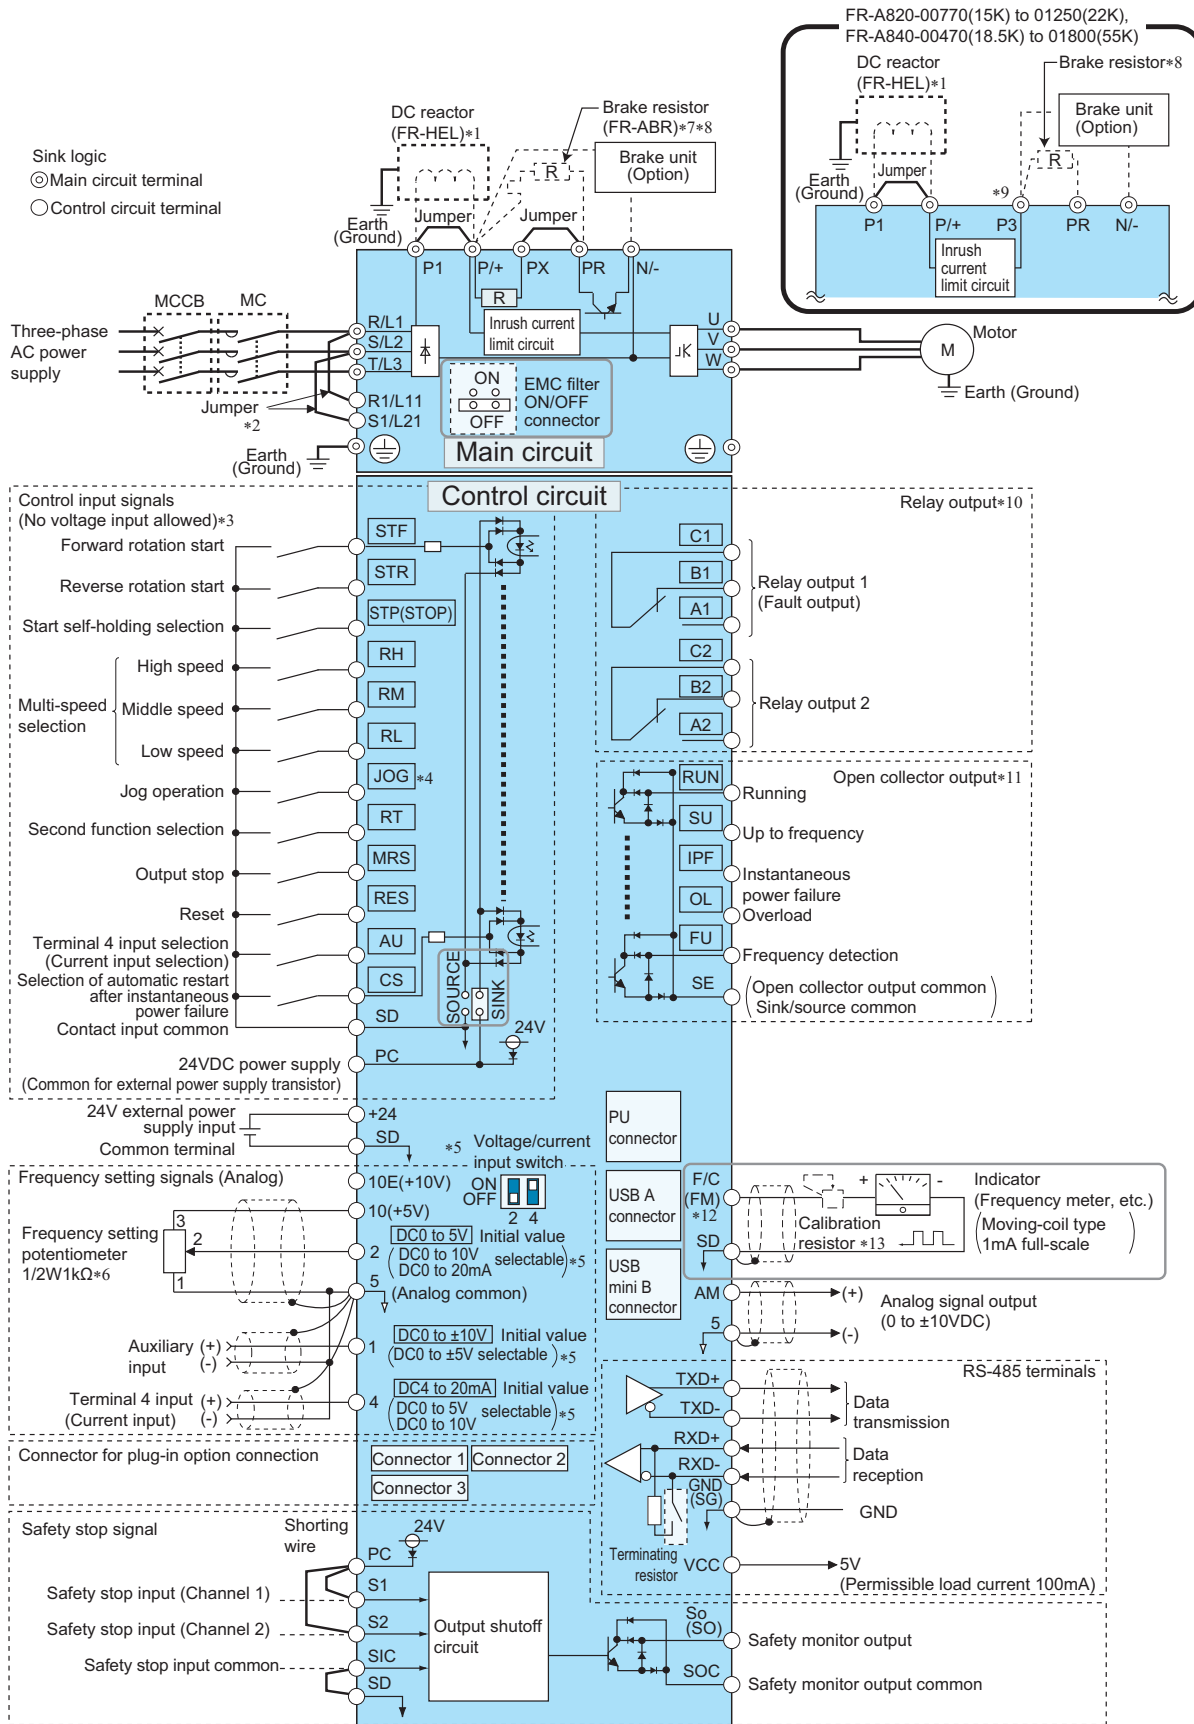 FR-A820-00770(15K) to 01250(22K),
FR-A840-00470(18.5K) to 01800(55K)
DC reactor
(FR-HEL)*1
Brake resistor*8
Brake unit
(Option)
R
Jumper
Earth
(Ground)
*9
P1
P/+
P3
PR
N/-
Inrush
current
limit circuit
Sink logic
Main circuit terminal
Control circuit terminal
DC reactor
(FR-HEL)*1
Brake resistor
(FR-ABR)*7*8
Brake unit
(Option)
R
Earth
(Ground)
Jumper
Jumper
P1
P/+
PX
PR
N/-
R
Inrush current
limit circuit
MCCB
MC
Three-phase
AC power
supply
R/L1
S/L2
T/L3
R1/L11
S1/L21
Jumper
*2
Earth
(Ground)
ON
OFF
EMC filter
ON/OFF
connector
Main circuit
U
V
W
Motor
M
Earth (Ground)
Control circuit
Control input signals
(No voltage input allowed)*3
Forward rotation start
STF
Reverse rotation start
STR
Start self-holding selection
STP(STOP)
Multi-speed
selection
High speed
RH
Middle speed
RM
Low speed
RL
Jog operation
JOG *4
Second function selection
RT
Output stop
MRS
Reset
RES
Terminal 4 input selection
(Current input selection)
AU
Selection of automatic restart
after instantaneous
power failure
CS
Contact input common
SD
SOURCE
SINK
24V
24VDC power supply
(Common for external power supply transistor)
PC
Relay output*10
C1
B1
A1
Relay output 1
(Fault output)
C2
B2
A2
Relay output 2
Open collector output*11
RUN
Running
SU
Up to frequency
IPF
Instantaneous
power failure
OL
Overload
FU
Frequency detection
SE
(Open collector output common
Sink/source common)
24V external power
supply input
+24
Common terminal
SD
*5
Voltage/current
input switch
ON
OFF
2 4
Frequency setting signals (Analog)
10E(+10V)
10(+5V)
Frequency setting
potentiometer
1/2W1kΩ*6
3
2
1
2
DC0 to 5V Initial value
(DC0 to 10V
DC0 to 20mA selectable)*5
5
(Analog common)
Auxiliary
input
(+)
(-)
1
DC0 to ±10V Initial value
(DC0 to ±5V selectable)*5
Terminal 4 input
(Current input)
(+)
(-)
4
DC4 to 20mA Initial value
(DC0 to 5V
DC0 to 10V selectable)*5
PU
connector
USB A
connector
USB
mini B
connector
F/C
(FM)
*12
SD
Calibration
resistor *13
+
-
Indicator
(Frequency meter, etc.)
(Moving-coil type
1mA full-scale)
AM
(+)
5
(-)
Analog signal output
(0 to ±10VDC)
RS-485 terminals
TXD+
TXD-
Data
transmission
RXD+
RXD-
Data
reception
GND
(SG)
GND
Terminating
resistor
VCC
5V
(Permissible load current 100mA)
Connector for plug-in option connection
Connector 1
Connector 2
Connector 3
Safety stop signal
Shorting
wire
24V
PC
Safety stop input (Channel 1)
S1
Safety stop input (Channel 2)
S2
Safety stop input common
SIC
SD
Output shutoff
circuit
So
(SO)
Safety monitor output
SOC
Safety monitor output common